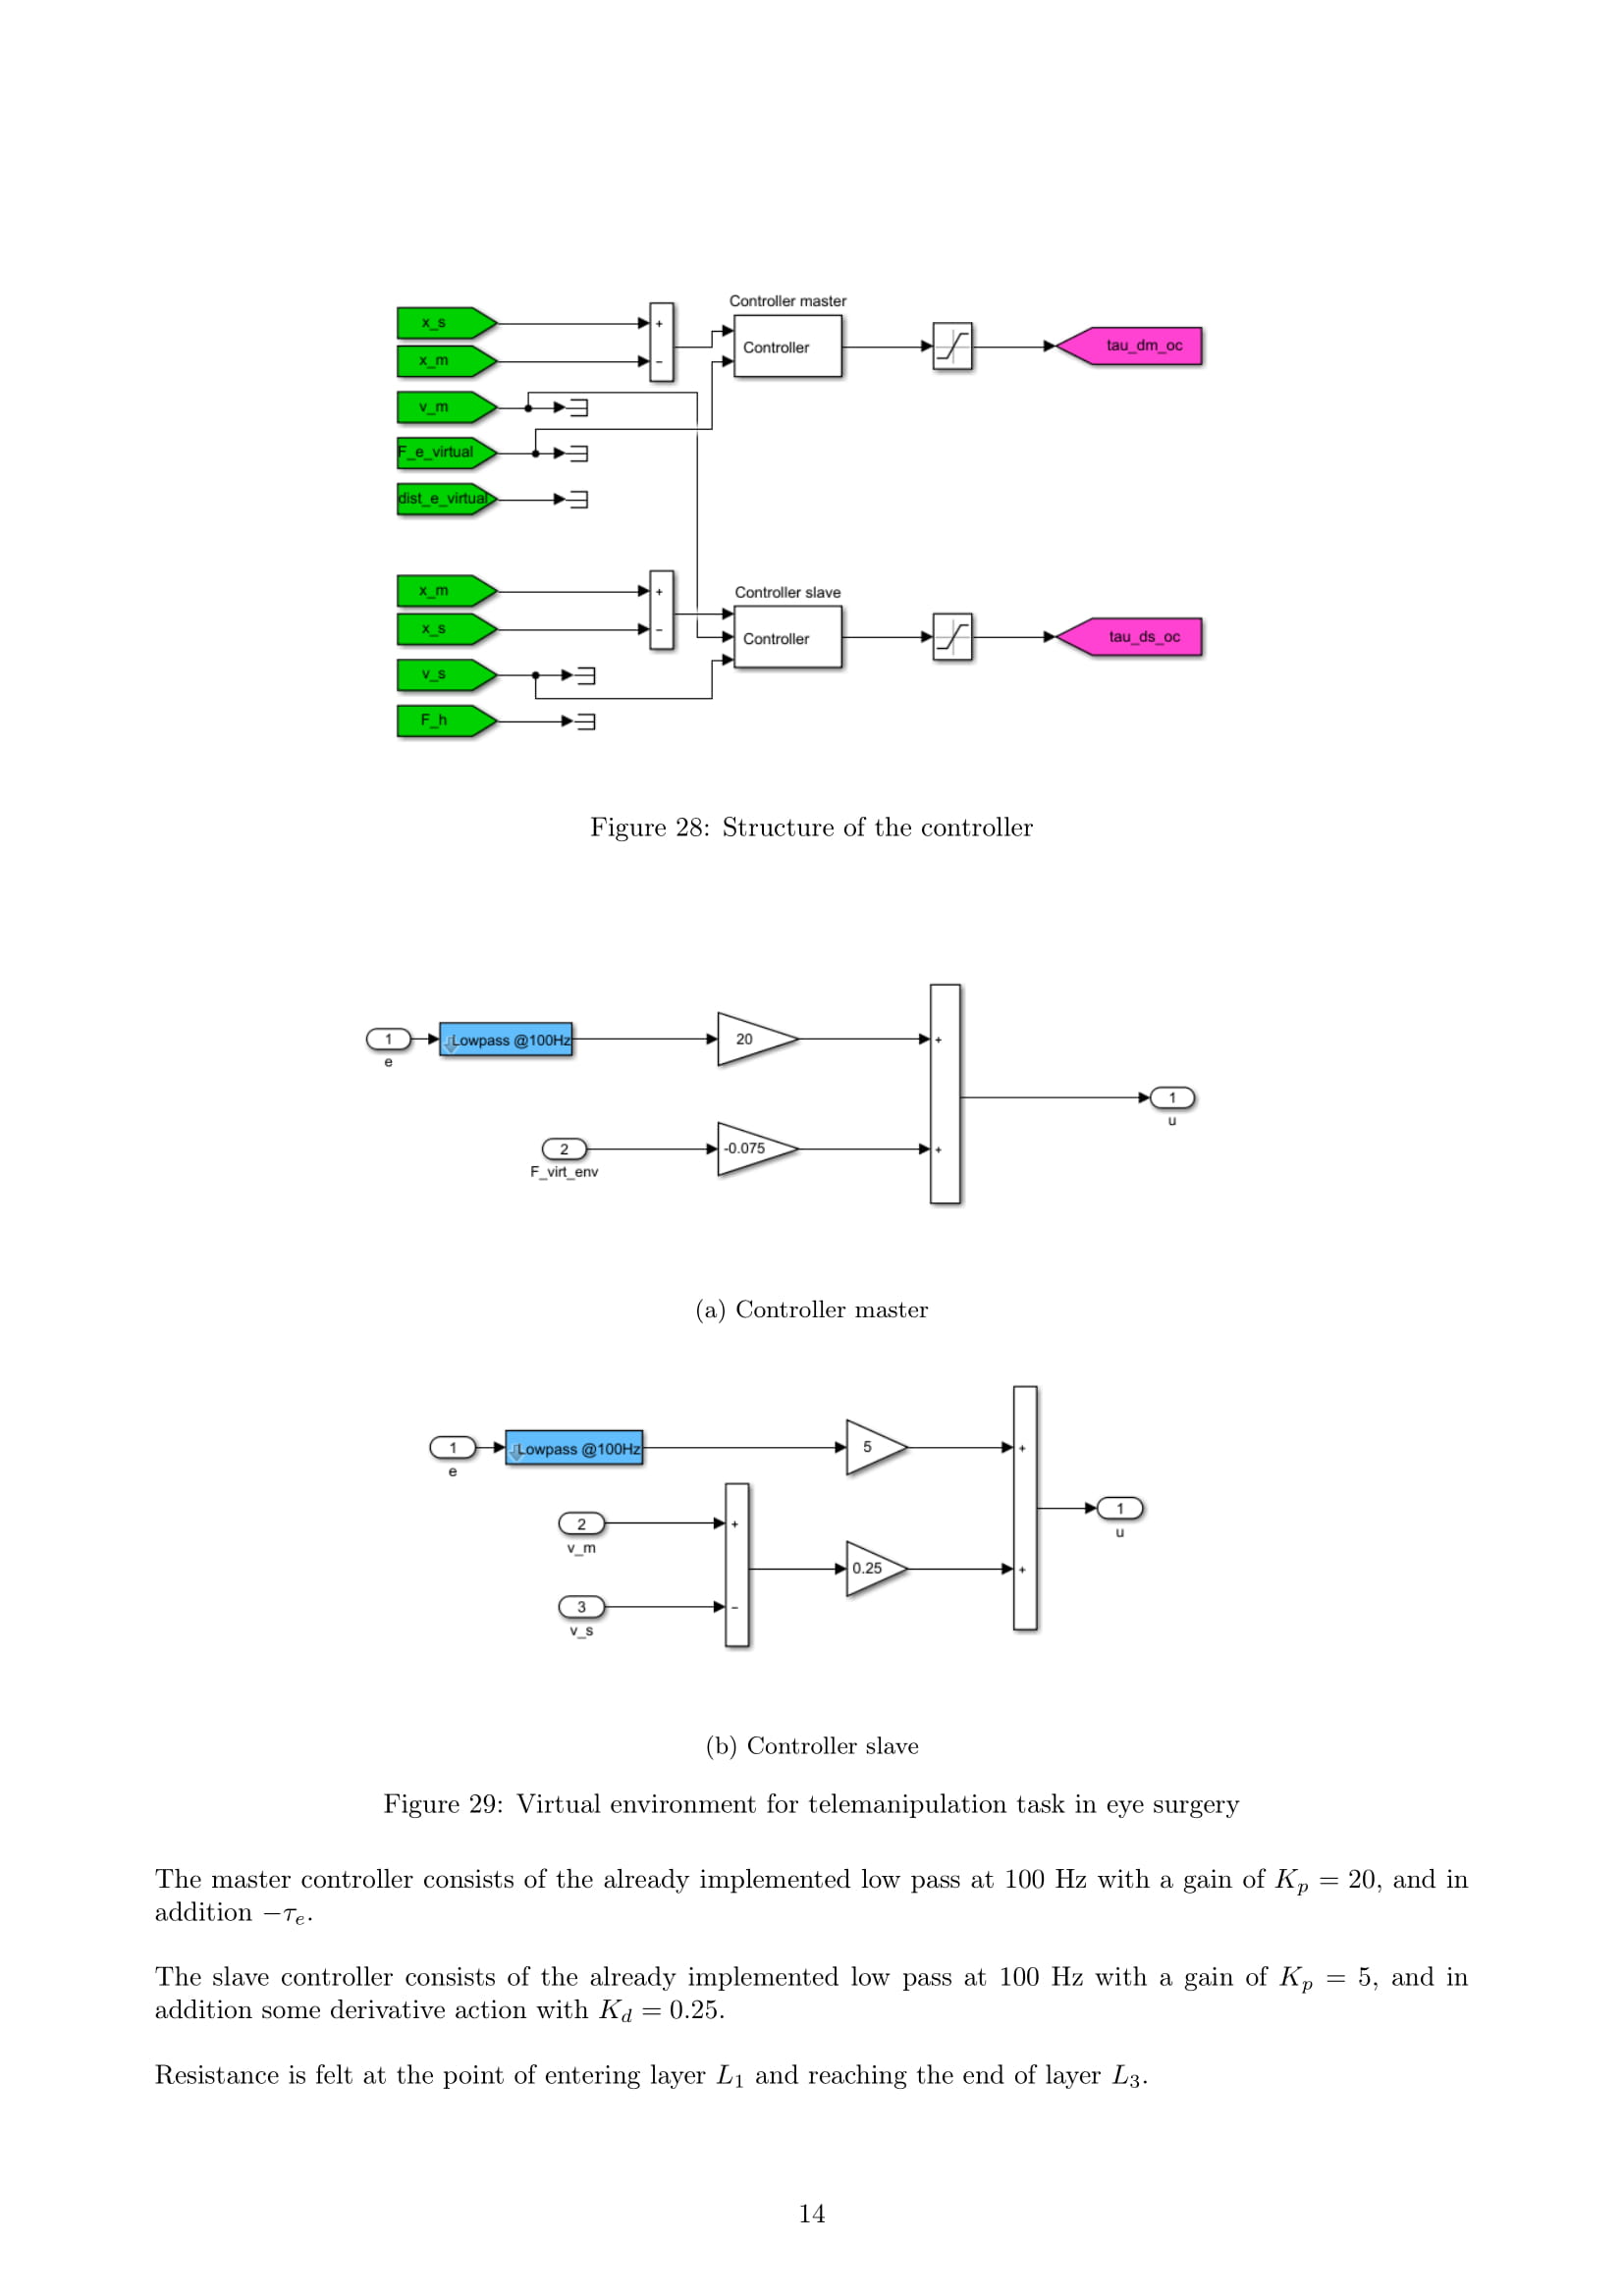 Controller master
x_s
+
x_m
−
Controller
tau_dm_oc
v_m
F_e_virtual
dist_e_virtual
x_m
+
Controller slave
x_s
−
Controller
tau_ds_oc
v_s
F_h
Figure 28: Structure of the controller
1
e
Lowpass @100Hz
20
+
1
u
2
F_virt_env
-0.075
+
(a) Controller master
1
e
Lowpass @100Hz
5
+
2
v_m
+
1
u
0.25
+
3
v_s
−
(b) Controller slave
Figure 29: Virtual environment for telemanipulation task in eye surgery
The master controller consists of the already implemented low pass at 100 Hz with a gain of K_p = 20, and in
addition −τ_e.
The slave controller consists of the already implemented low pass at 100 Hz with a gain of K_p = 5, and in
addition some derivative action with K_d = 0.25.
Resistance is felt at the point of entering layer L_1 and reaching the end of layer L_3.
14